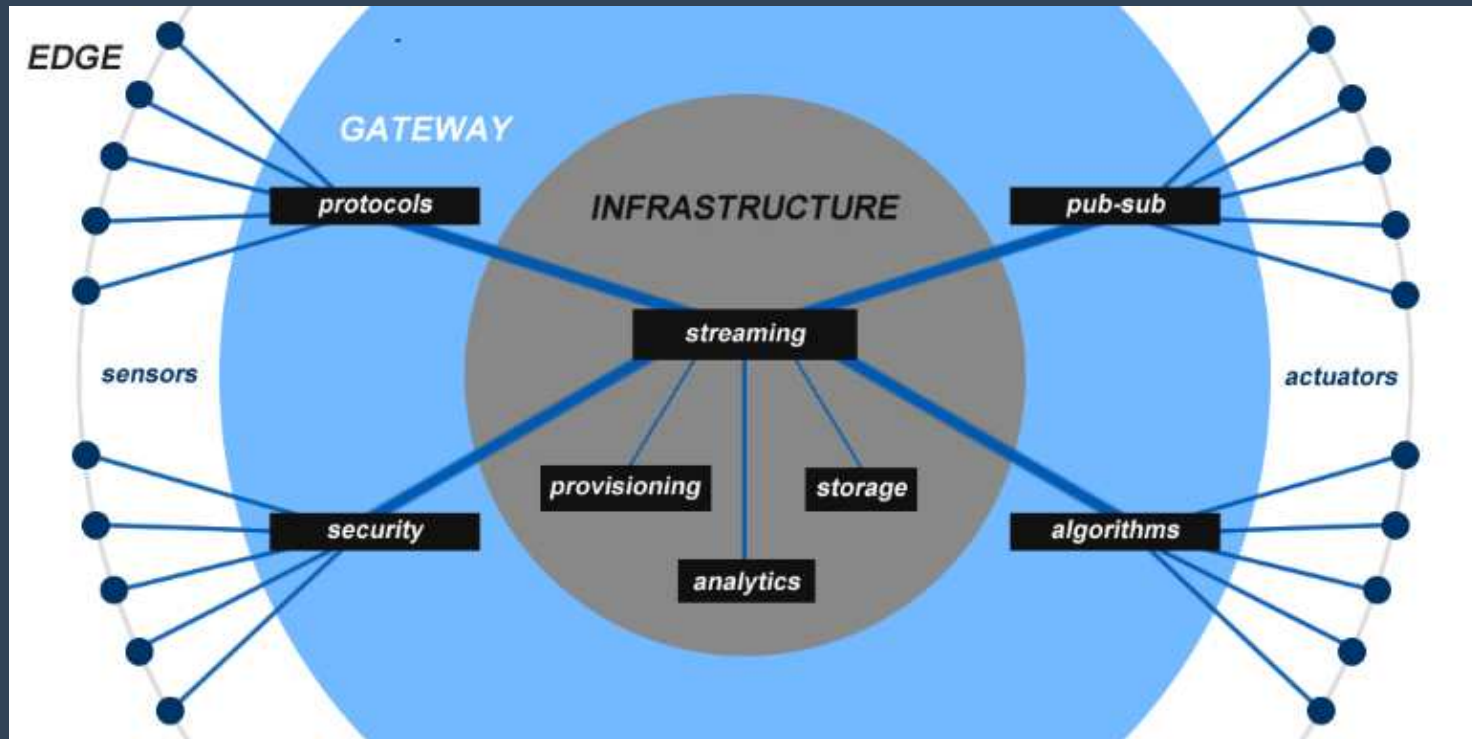 EDGE
GATEWAY
INFRASTRUCTURE
protocols
pub-sub
streaming
sensors
actuators
provisioning
storage
security
algorithms
analytics